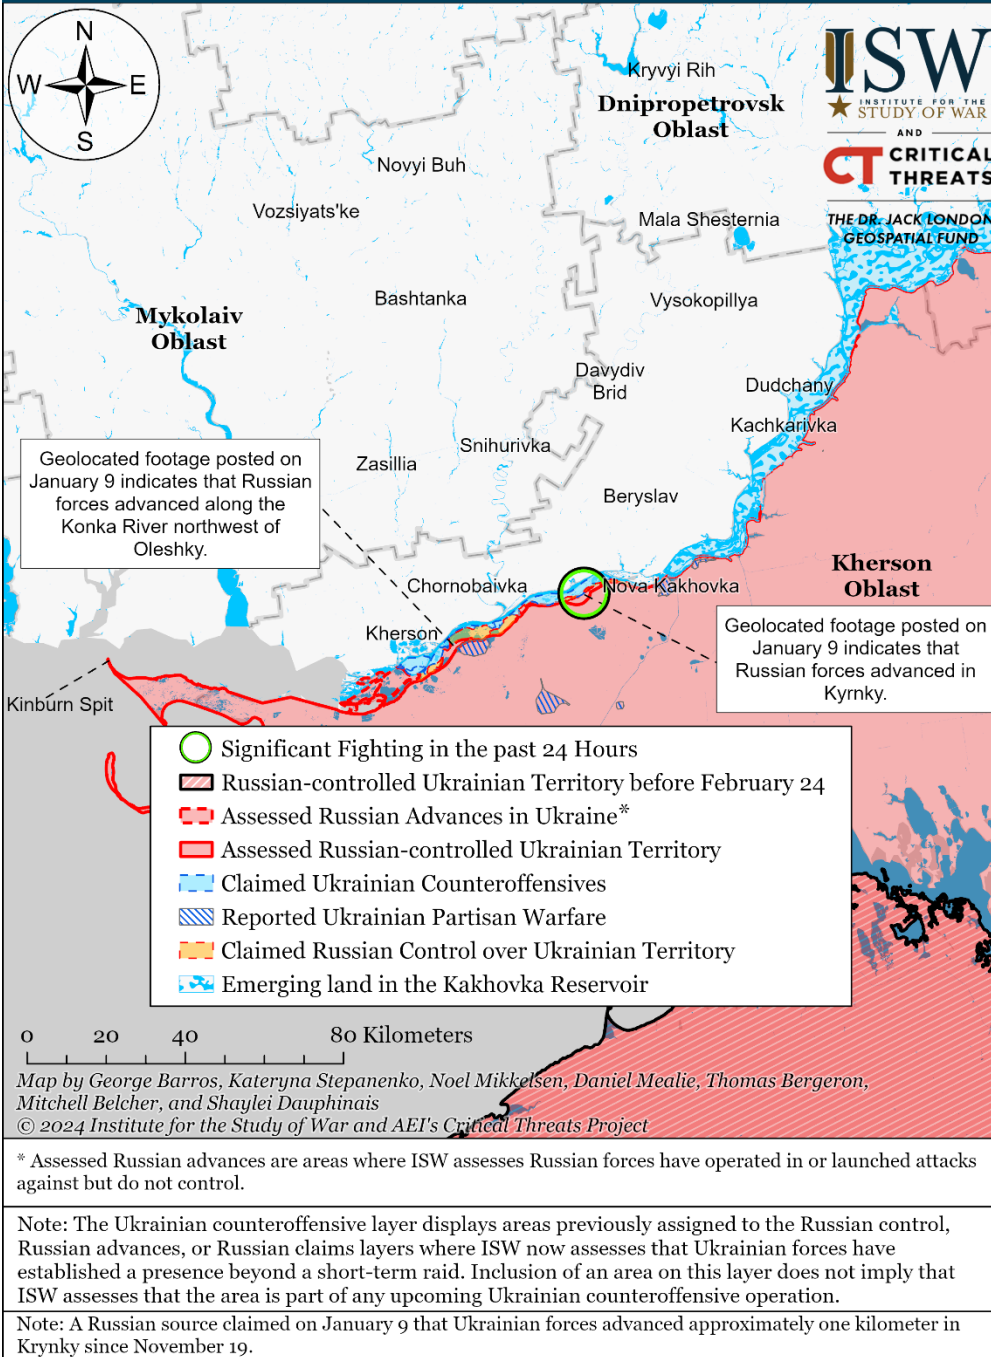 N
W
E
S
ISW
INSTITUTE FOR THE
STUDY OF WAR
AND
CT CRITICAL
THREATS
THE DR. JACK LONDON
GEOSPATIAL FUND
Kryvyi Rih
Dnipropetrovsk
Oblast
Novyi Buh
Vozsiyats'ke
Mala Shesternia
Bashtanka
Vysokopillya
Mykolaiv
Oblast
Davydiv
Brid
Dudchany
Kachkarivka
Snihurivka
Zasillia
Beryslav
Geolocated footage posted on
January 9 indicates that Russian
forces advanced along the
Konka River northwest of
Oleshky.
Kherson
Oblast
Chornobaivka
Nova Kakhovka
Kherson
Geolocated footage posted on
January 9 indicates that
Russian forces advanced in
Kyrnky.
Kinburn Spit
Significant Fighting in the past 24 Hours
Russian-controlled Ukrainian Territory before February 24
Assessed Russian Advances in Ukraine*
Assessed Russian-controlled Ukrainian Territory
Claimed Ukrainian Counteroffensives
Reported Ukrainian Partisan Warfare
Claimed Russian Control over Ukrainian Territory
Emerging land in the Kakhovka Reservoir
0 20 40 80 Kilometers
Map by George Barros, Kateryna Stepanenko, Noel Mikkelsen, Daniel Mealie, Thomas Bergeron,
Mitchell Belcher, and Shaylei Dauphinais
© 2024 Institute for the Study of War and AEI's Critical Threats Project
* Assessed Russian advances are areas where ISW assesses Russian forces have operated in or launched attacks
against but do not control.
Note: The Ukrainian counteroffensive layer displays areas previously assigned to the Russian control,
Russian advances, or Russian claims layers where ISW now assesses that Ukrainian forces have
established a presence beyond a short-term raid. Inclusion of an area on this layer does not imply that
ISW assesses that the area is part of any upcoming Ukrainian counteroffensive operation.
Note: A Russian source claimed on January 9 that Ukrainian forces advanced approximately one kilometer in
Krynky since November 19.